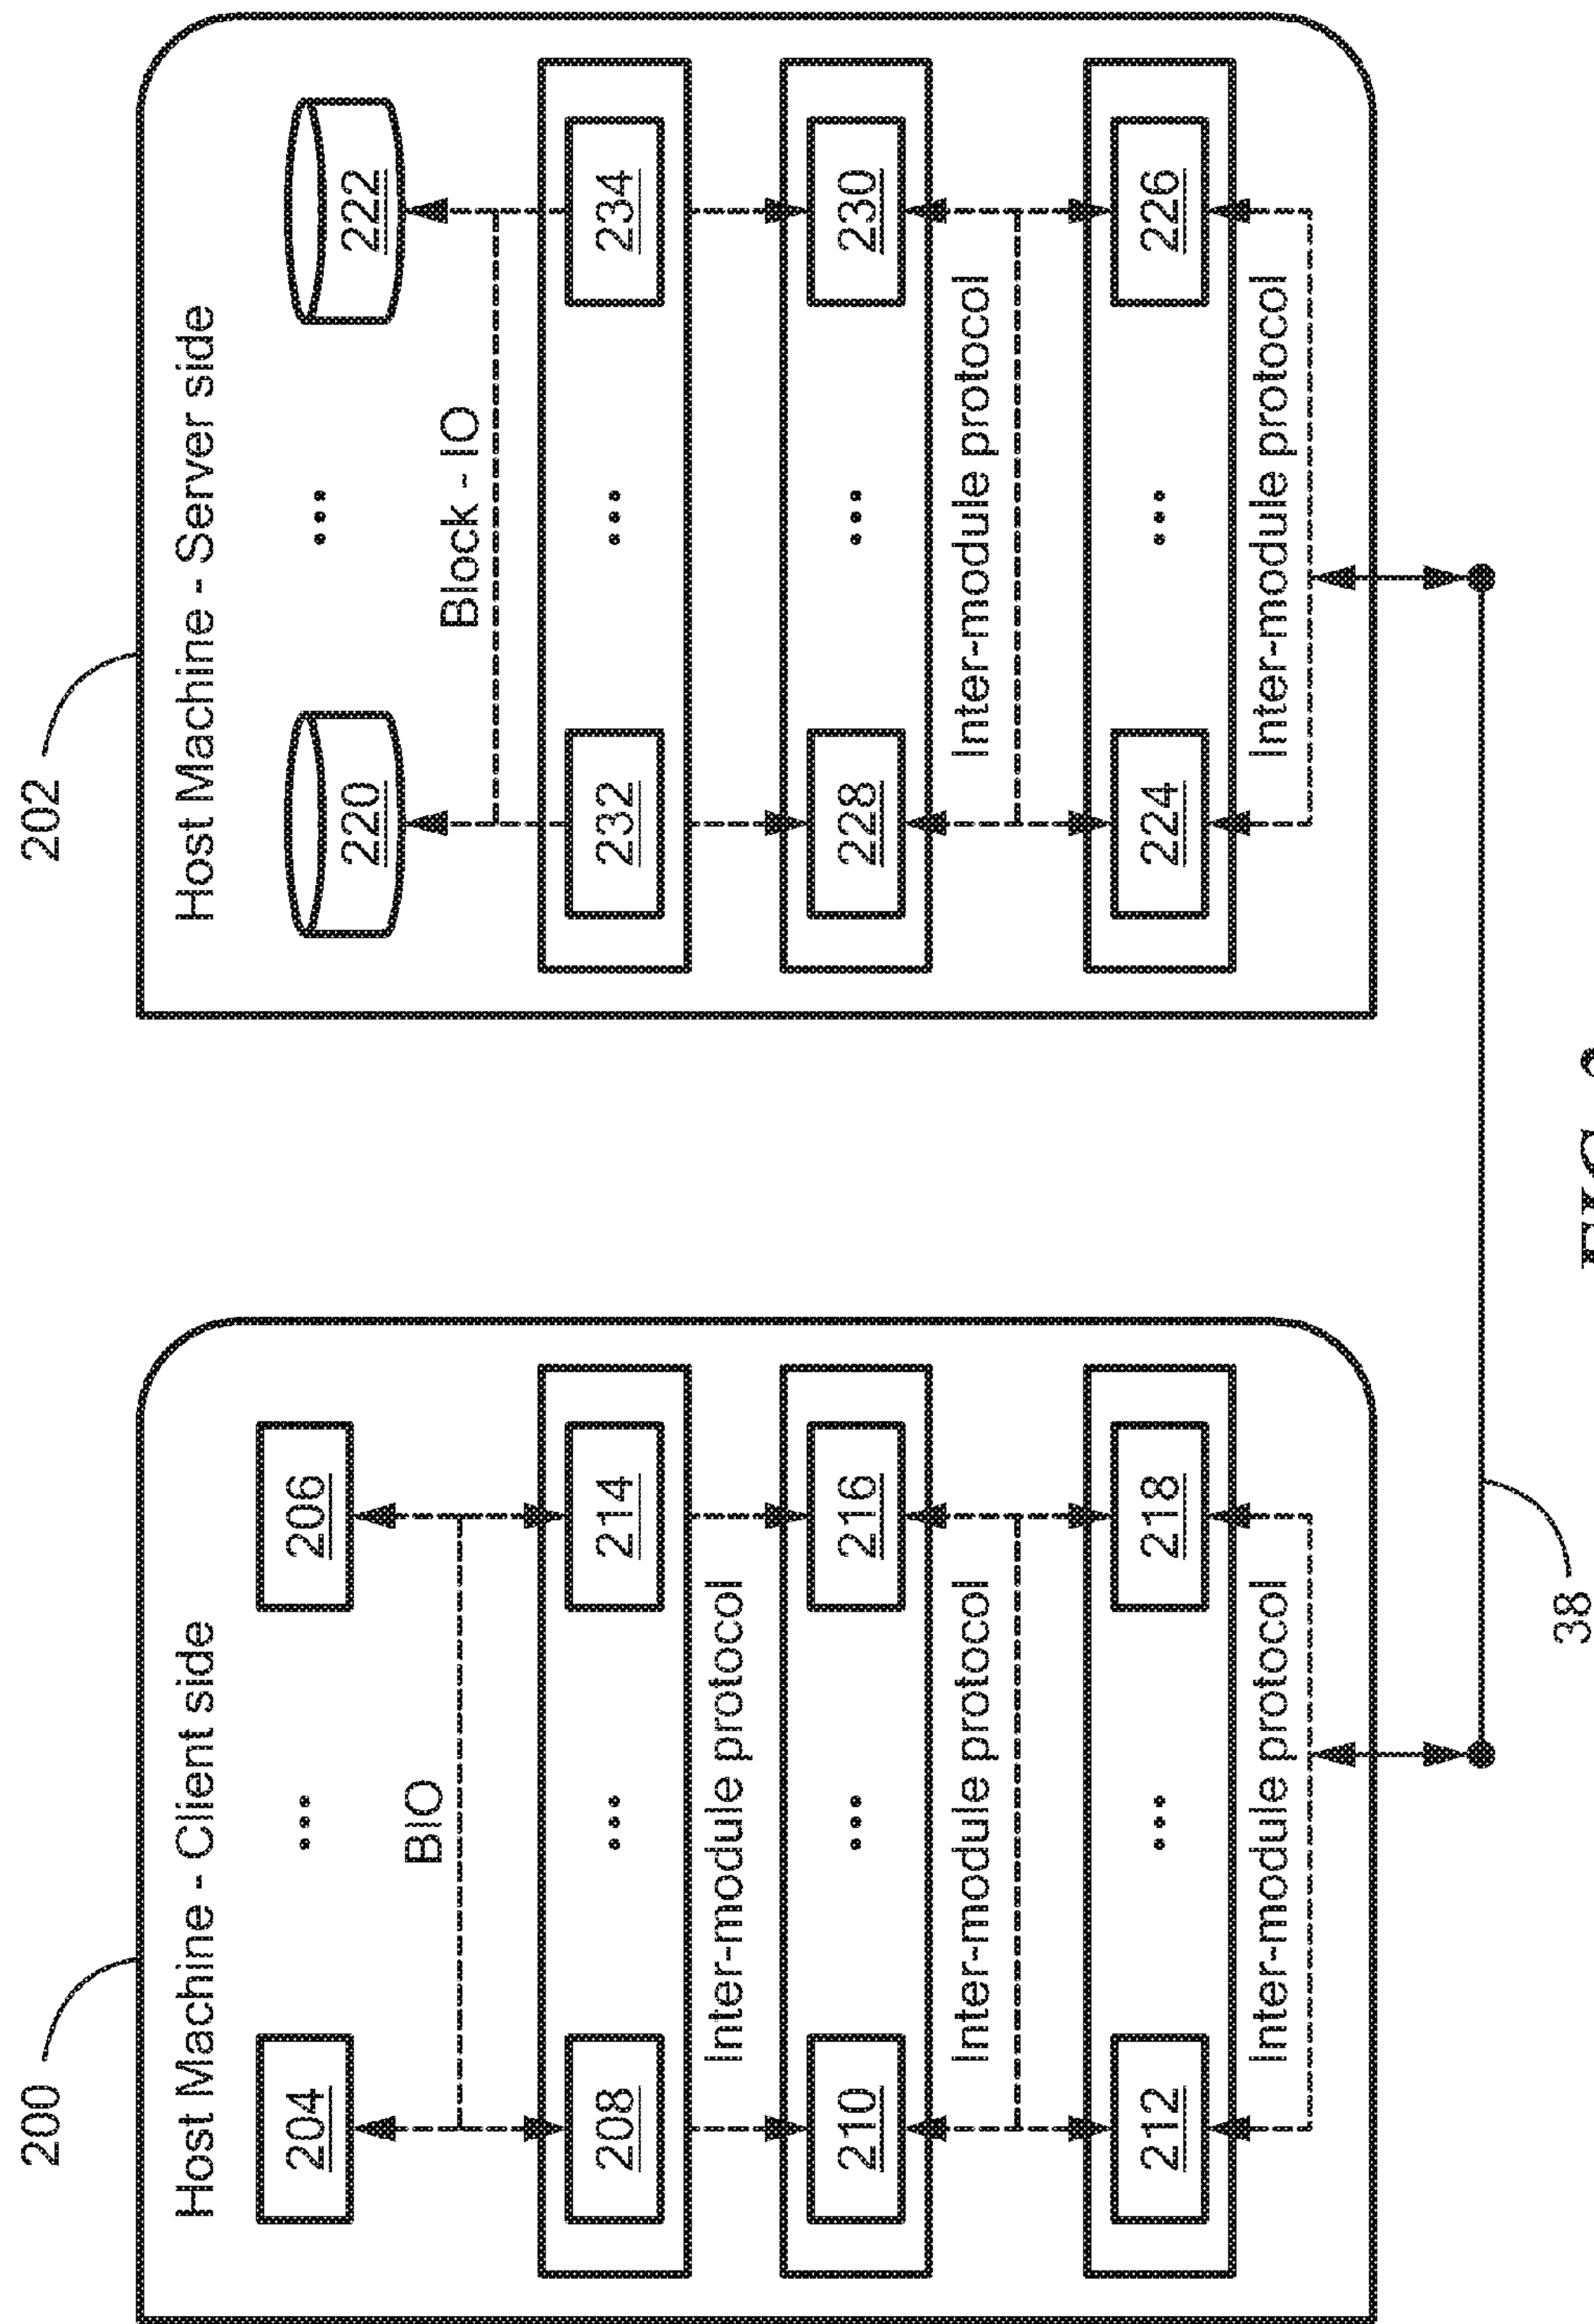 200
Host Machine - Client side
204 ... 206
BIO
208 ... 214
Inter-module protocol
210 ... 216
Inter-module protocol
212 ... 218
Inter-module protocol
202
Host Machine - Server side
220 ... 222
Block - IO
232 ... 234
228 ... 230
Inter-module protocol
224 ... 226
Inter-module protocol
38
FIG.